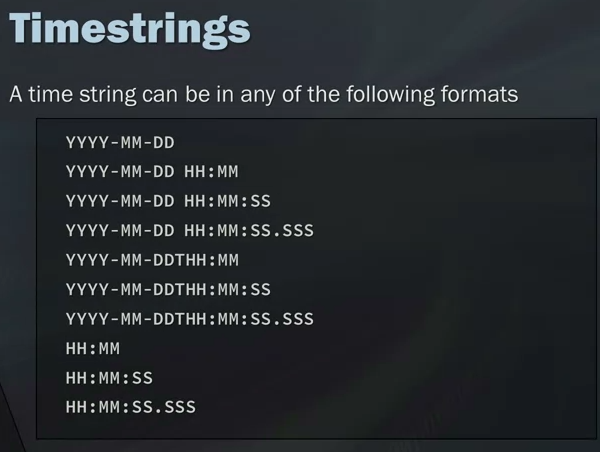 Timestrings
A time string can be in any of the following formats
YYYY-MM-DD
YYYY-MM-DD HH:MM
YYYY-MM-DD HH:MM:SS
YYYY-MM-DD HH:MM:SS.SSS
YYYY-MM-DDTHH:MM
YYYY-MM-DDTHH:MM:SS
YYYY-MM-DDTHH:MM:SS.SSS
HH:MM
HH:MM:SS
HH:MM:SS.SSS